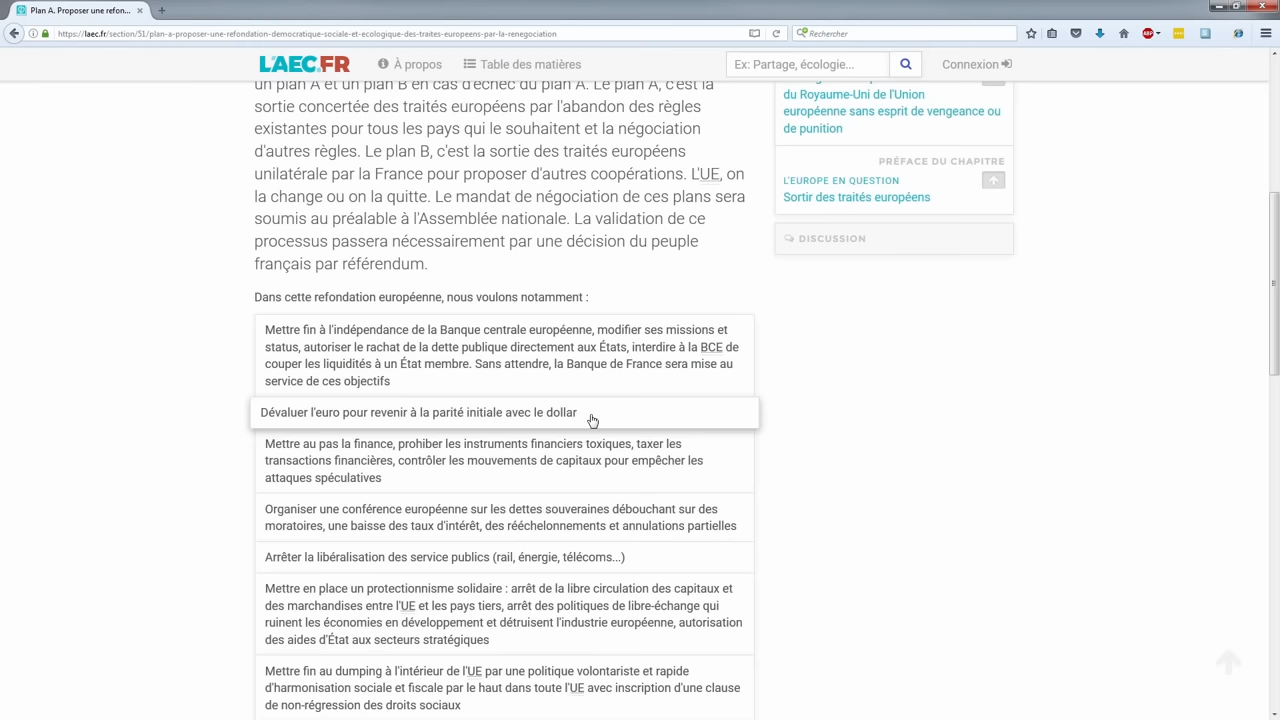 Plan A. Proposer une refon...
https://laec.fr/section/51/plan-a-proposer-une-refondation-democratique-sociale-et-ecologique-des-traites-europeens-par-la-renegociation
Rechercher
ABP
L'AEC.FR
À propos
Table des matières
Ex: Partage, écologie...
Connexion
un plan A et un plan B en cas d'échec du plan A. Le plan A, c'est la
sortie concertée des traités européens par l'abandon des règles
existantes pour tous les pays qui le souhaitent et la négociation
d'autres règles. Le plan B, c'est la sortie des traités européens
unilatérale par la France pour proposer d'autres coopérations. L'UE, on
la change ou on la quitte. Le mandat de négociation de ces plans sera
soumis au préalable à l'Assemblée nationale. La validation de ce
processus passera nécessairement par une décision du peuple
français par référendum.
Dans cette refondation européenne, nous voulons notamment :
Mettre fin à l'indépendance de la Banque centrale européenne, modifier ses missions et
status, autoriser le rachat de la dette publique directement aux États, interdire à la BCE de
couper les liquidités à un État membre. Sans attendre, la Banque de France sera mise au
service de ces objectifs
Dévaluer l'euro pour revenir à la parité initiale avec le dollar
Mettre au pas la finance, prohiber les instruments financiers toxiques, taxer les
transactions financières, contrôler les mouvements de capitaux pour empêcher les
attaques spéculatives
Organiser une conférence européenne sur les dettes souveraines débouchant sur des
moratoires, une baisse des taux d'intérêt, des rééchelonnements et annulations partielles
Arrêter la libéralisation des service publics (rail, énergie, télécoms...)
Mettre en place un protectionnisme solidaire : arrêt de la libre circulation des capitaux et
des marchandises entre l'UE et les pays tiers, arrêt des politiques de libre-échange qui
ruinent les économies en développement et détruisent l'industrie européenne, autorisation
des aides d'État aux secteurs stratégiques
Mettre fin au dumping à l'intérieur de l'UE par une politique volontariste et rapide
d'harmonisation sociale et fiscale par le haut dans toute l'UE avec inscription d'une clause
de non-régression des droits sociaux
du Royaume-Uni de l'Union
européenne sans esprit de vengeance ou
de punition
PRÉFACE DU CHAPITRE
L'EUROPE EN QUESTION
Sortir des traités européens
DISCUSSION